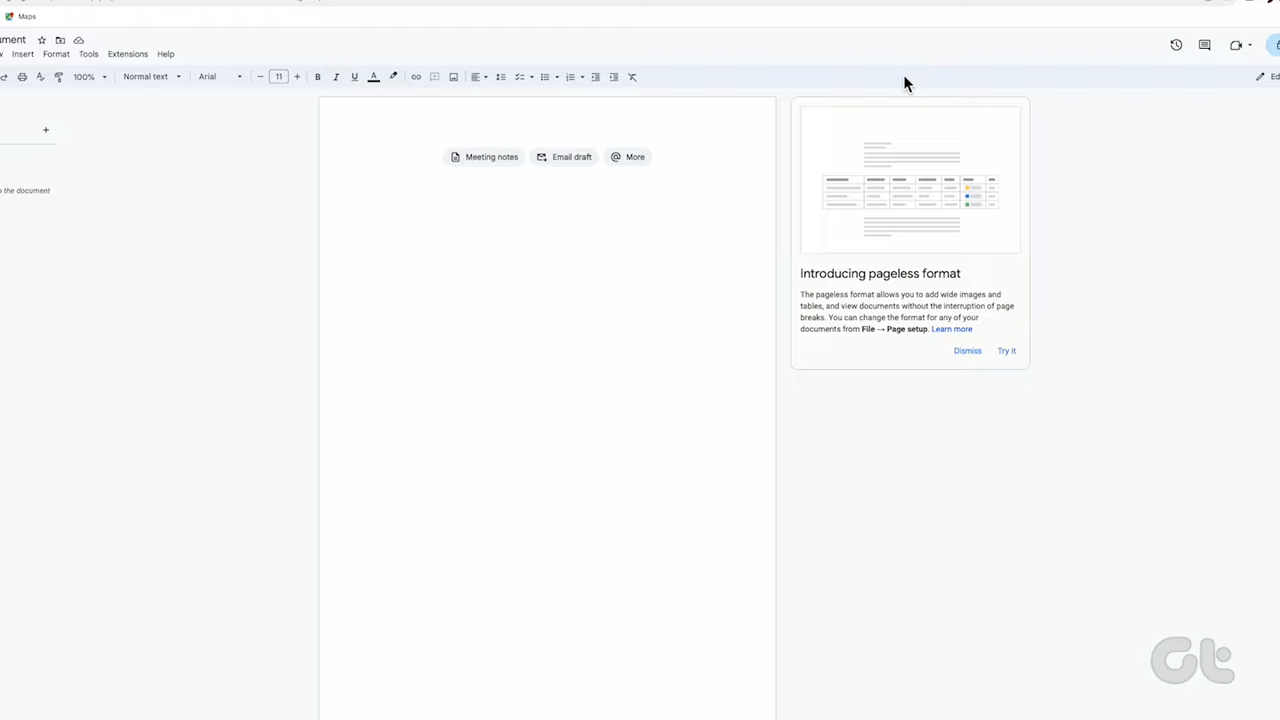 Maps
ment
Insert Format Tools Extensions Help
100% Normal text Arial 11
Meeting notes Email draft More
o the document
Introducing pageless format
The pageless format allows you to add wide images and
tables, and view documents without the interruption of page
breaks. You can change the format for any of your
documents from File → Page setup. Learn more
Dismiss Try it
Gt